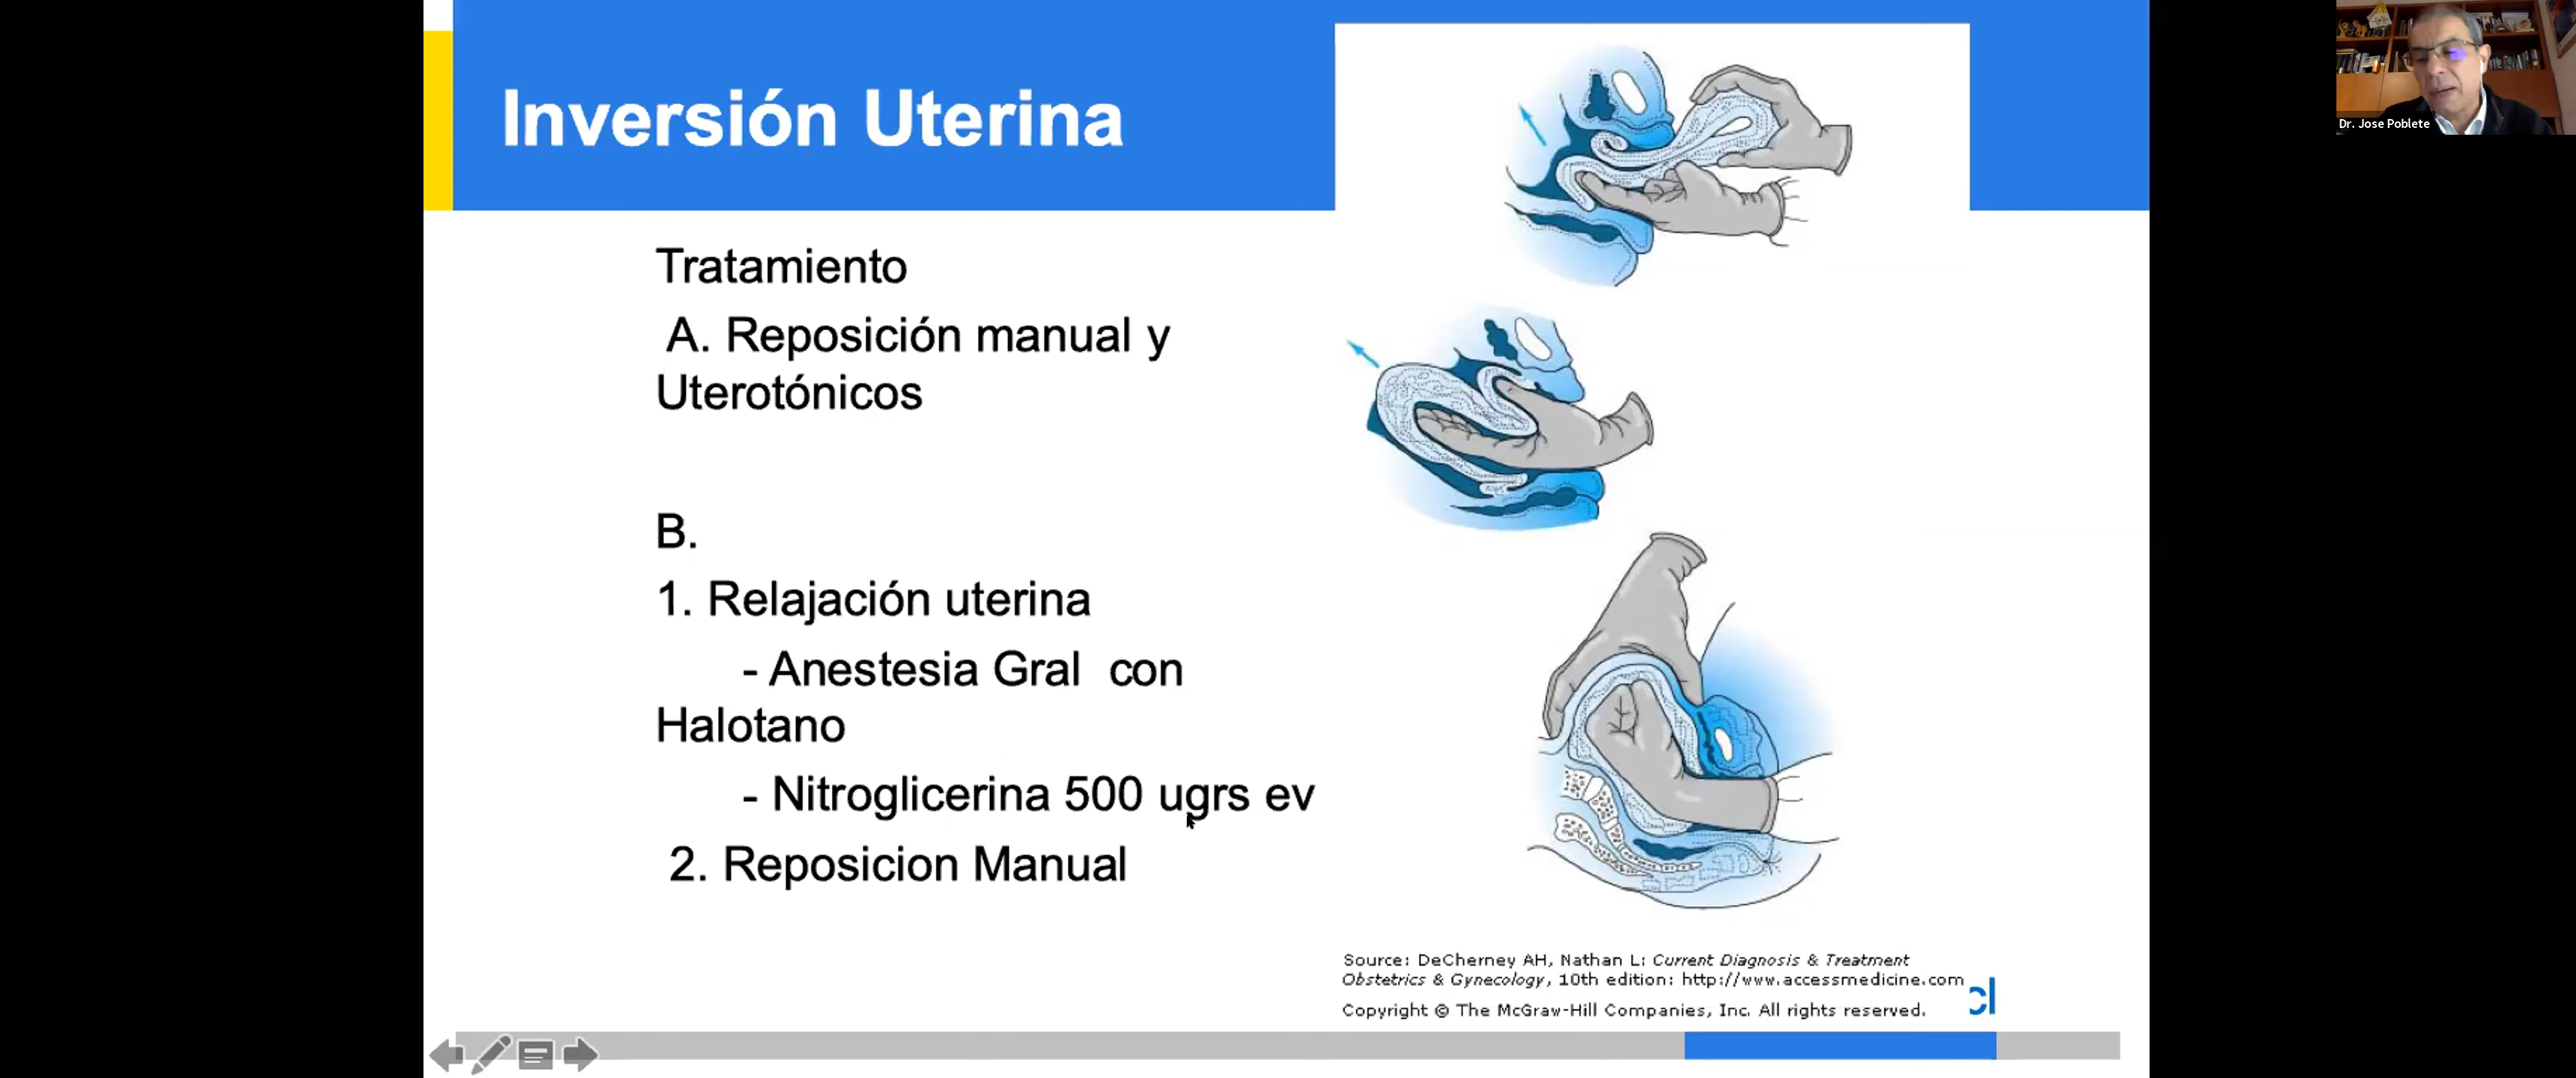 Inversión Uterina
Tratamiento
A. Reposición manual y
Uterotónicos
B.
1. Relajación uterina
- Anestesia Gral con
Halotano
- Nitroglicerina 500 ugrs ev
2. Reposicion Manual
Source: DeCherney AH, Nathan L: Current Diagnosis & Treatment
Obstetrics & Gynecology, 10th edition: http://www.accessmedicine.com
Copyright © The McGraw-Hill Companies, Inc. All rights reserved.
cl
Dr. Jose Poblete